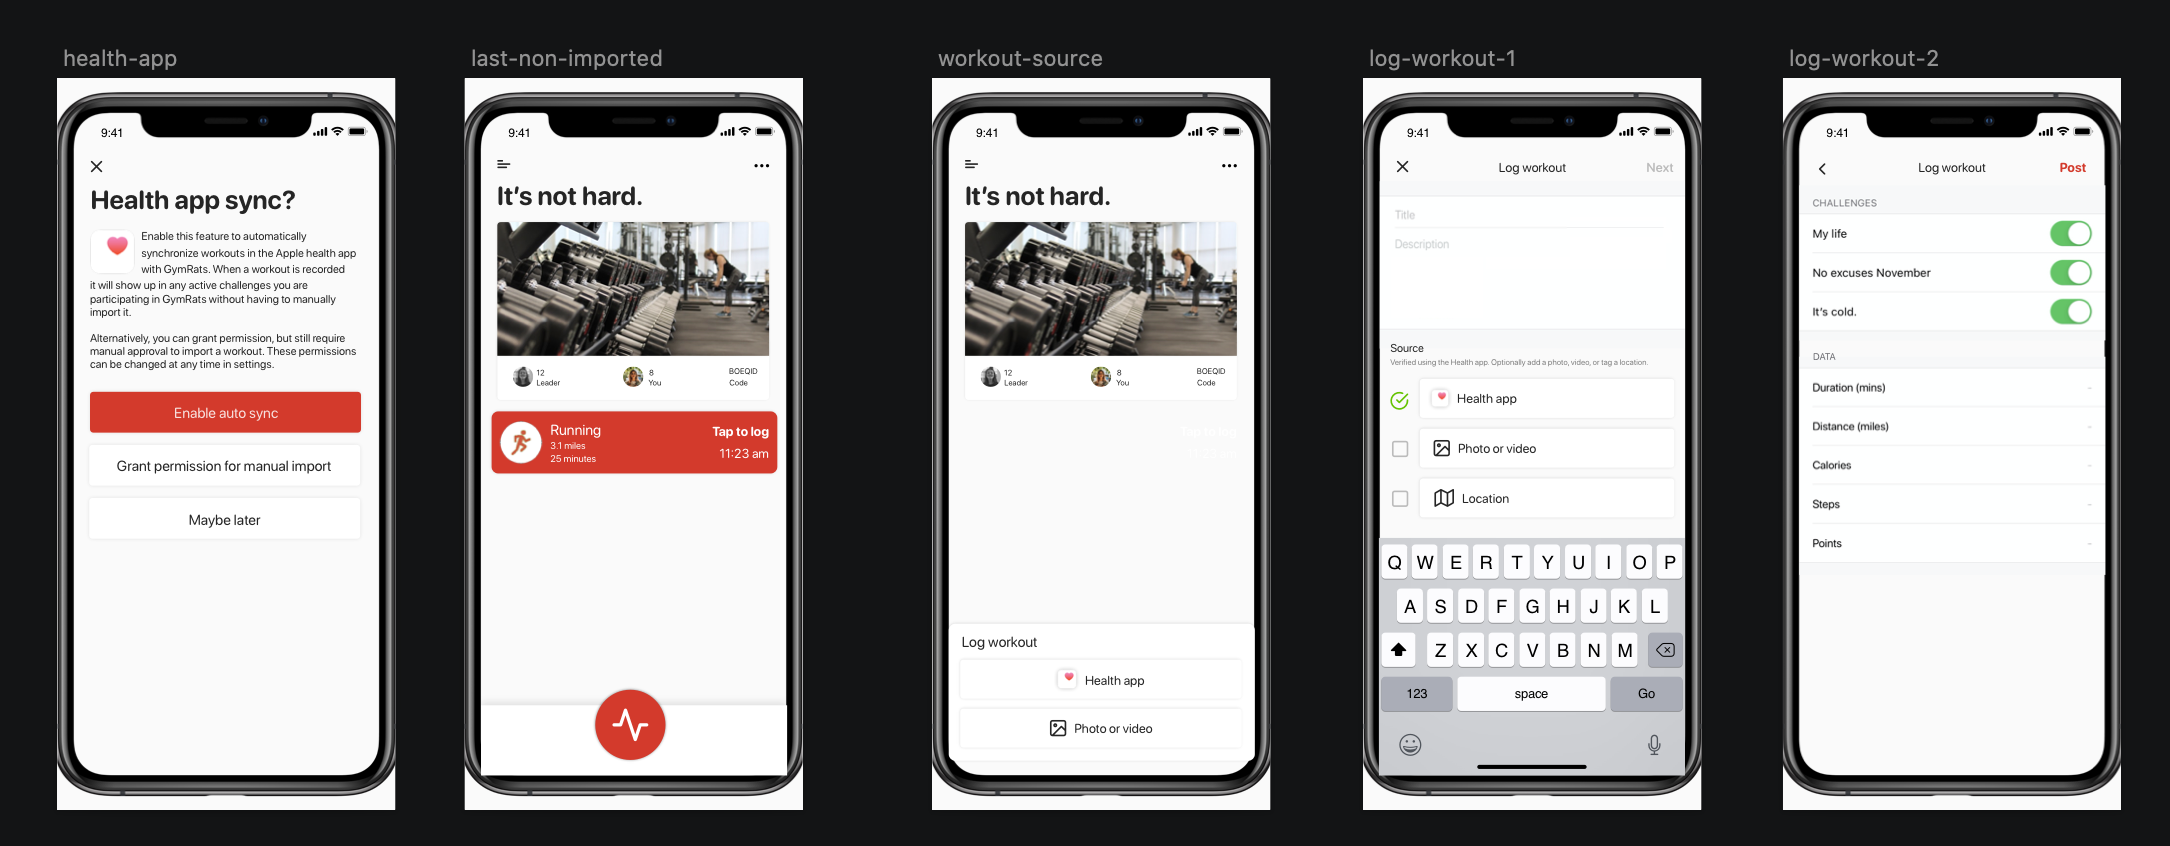 health-app
9:41
Health app sync?
Enable this feature to automatically
synchronize workouts in the Apple health app
with GymRats. When a workout is recorded
it will show up in any active challenges you are
participating in GymRats without having to manually
import it.
Alternatively, you can grant permission, but still require
manual approval to import a workout. These permissions
can be changed at any time in settings.
Enable auto sync
Grant permission for manual import
Maybe later
last-non-imported
9:41
It's not hard.
12
Leader
8
You
BOEQID
Code
Running
3.1 miles
25 minutes
Tap to log
11:23 am
workout-source
9:41
It's not hard.
12
Leader
8
You
BOEQID
Code
Tap to log
11:23 am
Log workout
Health app
Photo or video
log-workout-1
9:41
Log workout
Next
Title
Description
Source
Verified using the Health app. Optionally add a photo, video, or tag a location.
Health app
Photo or video
Location
Q W E R T Y U I O P
A S D F G H J K L
Z X C V B N M
123 space Go
log-workout-2
9:41
Log workout
Post
CHALLENGES
My life
No excuses November
It's cold.
DATA
Duration (mins) -
Distance (miles) -
Calories -
Steps -
Points -